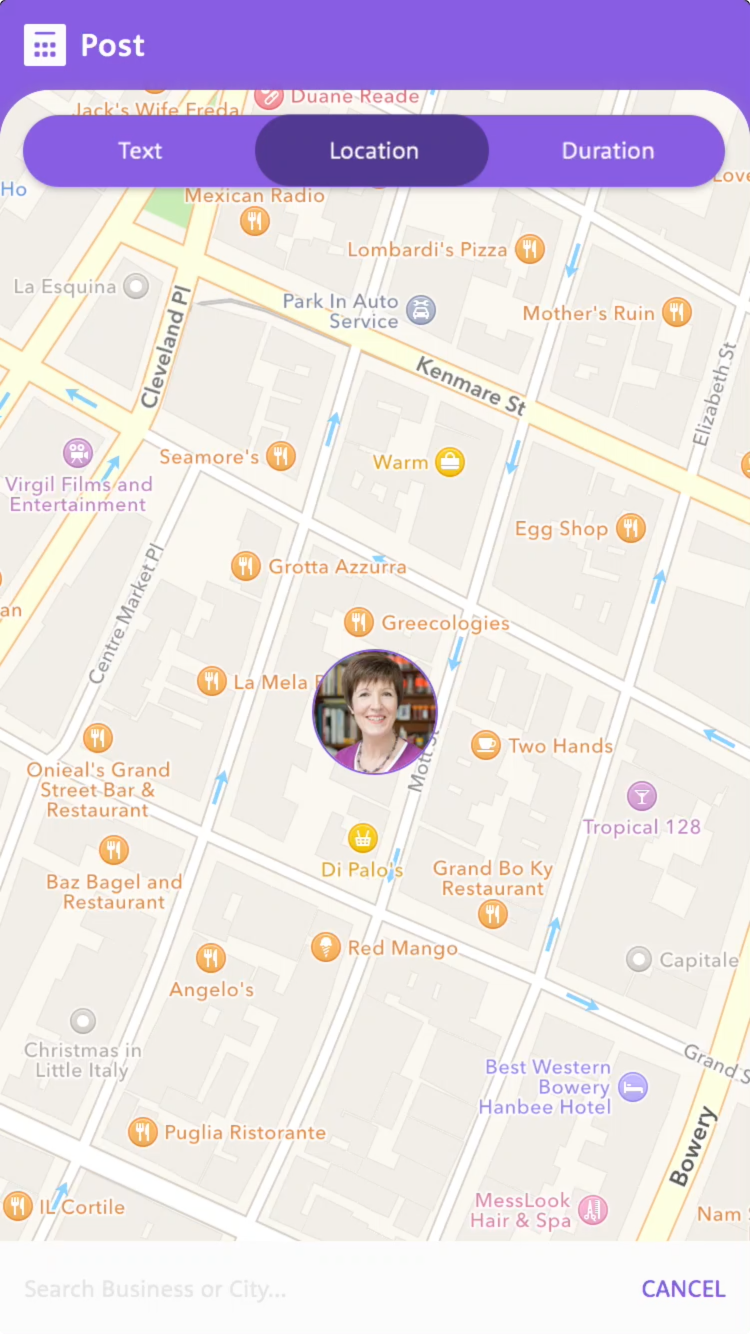 Post
Duane Reade
Jack's Wife Freda
Text
Location
Duration
Love
Ho
Mexican Radio
Lombardi's Pizza
La Esquina
Park In Auto
Service
Mother's Ruin
Cleveland Pl
Kenmare St
Elizabeth St
Seamore's
Warm
Virgil Films and
Entertainment
Egg Shop
Grotta Azzurra
Centre Market Pl
an
Greecologies
La Mela
Mott St
Two Hands
Onieal's Grand
Street Bar &
Restaurant
Tropical 128
Di Palo's
Grand Bo Ky
Restaurant
Baz Bagel and
Restaurant
Red Mango
Capitale
Angelo's
Christmas in
Little Italy
Grand S
Best Western
Bowery
Hanbee Hotel
Puglia Ristorante
Bowery
IL Cortile
MessLook
Hair & Spa
Nam
Search Business or City...
CANCEL